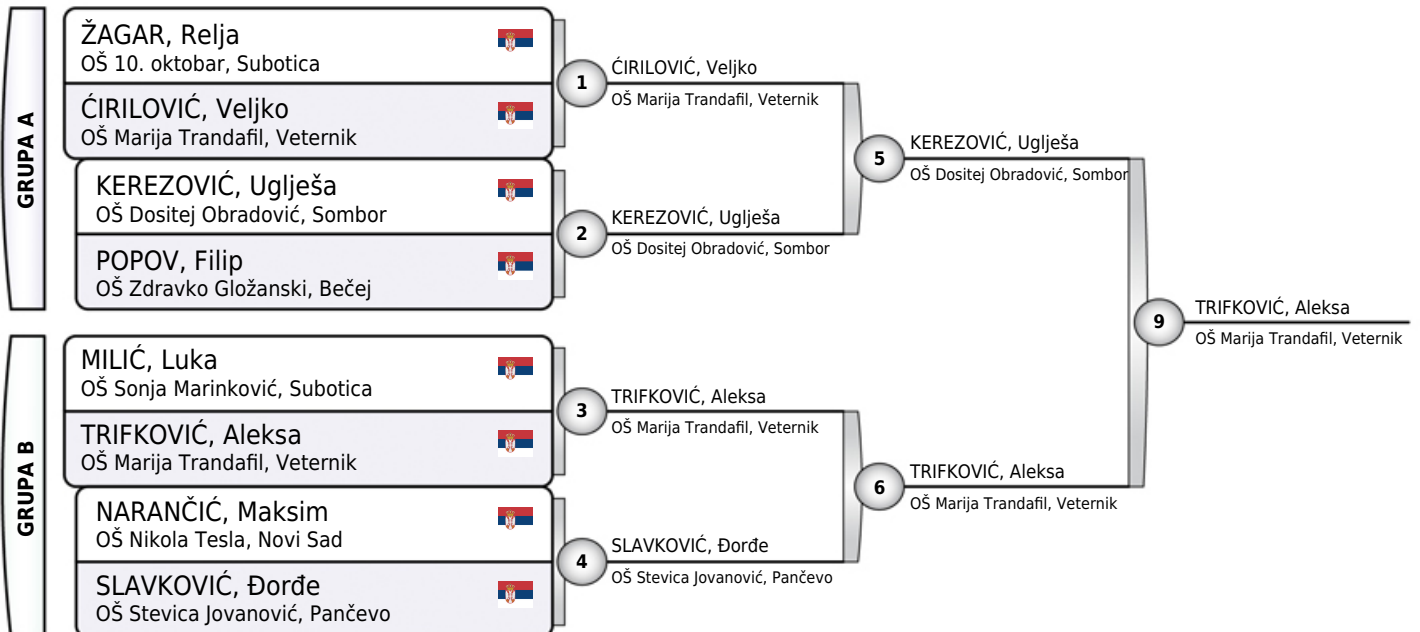 GRUPA A
ŽAGAR, Relja
OŠ 10. oktobar, Subotica
ĆIRILOVIĆ, Veljko
OŠ Marija Trandafil, Veternik
KEREZOVIĆ, Uglješa
OŠ Dositej Obradović, Sombor
POPOV, Filip
OŠ Zdravko Gložanski, Bečej
GRUPA B
MILIĆ, Luka
OŠ Sonja Marinković, Subotica
TRIFKOVIĆ, Aleksa
OŠ Marija Trandafil, Veternik
NARANČIĆ, Maksim
OŠ Nikola Tesla, Novi Sad
SLAVKOVIĆ, Đorđe
OŠ Stevica Jovanović, Pančevo
1
ĆIRILOVIĆ, Veljko
OŠ Marija Trandafil, Veternik
2
KEREZOVIĆ, Uglješa
OŠ Dositej Obradović, Sombor
3
TRIFKOVIĆ, Aleksa
OŠ Marija Trandafil, Veternik
4
SLAVKOVIĆ, Đorđe
OŠ Stevica Jovanović, Pančevo
5
KEREZOVIĆ, Uglješa
OŠ Dositej Obradović, Sombor
6
TRIFKOVIĆ, Aleksa
OŠ Marija Trandafil, Veternik
9
TRIFKOVIĆ, Aleksa
OŠ Marija Trandafil, Veternik